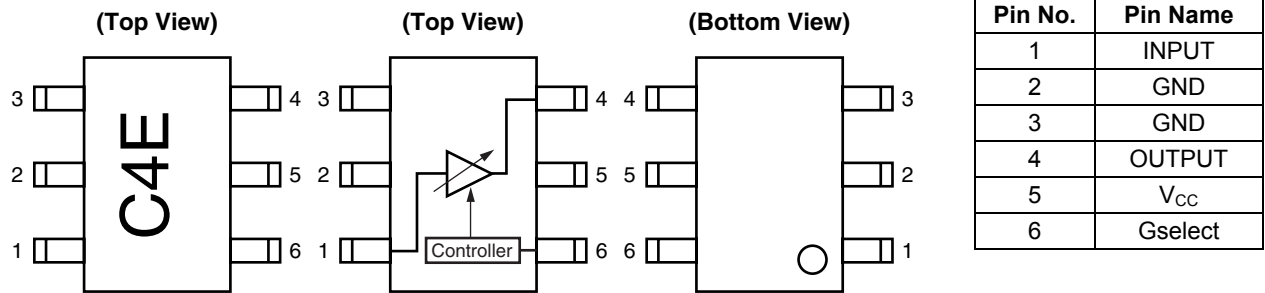 (Top View) (Top View) (Bottom View)
3 4 3 4 4 3
2 5 2 5 5 2
1 6 1 6 6 1
C4E
Controller
Pin No. Pin Name
1 INPUT
2 GND
3 GND
4 OUTPUT
5 VCC
6 Gselect